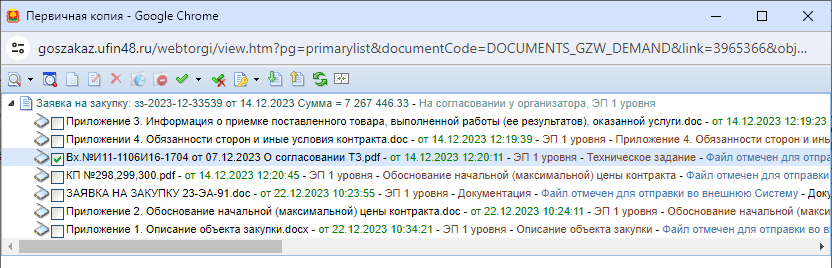 Первичная копия - Google Chrome
goszakaz.ufin48.ru/webtorgi/view.htm?pg=primarylist&documentCode=DOCUMENTS_GZW_DEMAND&link=3965366&obj...
Заявка на закупку: зз-2023-12-33539 от 14.12.2023 Сумма = 7 267 446.33 - На согласовании у организатора, ЭП 1 уровня
Приложение 3. Информация о приемке поставленного товара, выполненной работы (ее результатов), оказанной услуги.doc - от 14.12.2023 12:19:23
Приложение 4. Обязанности сторон и иные условия контракта.doc - от 14.12.2023 12:19:39 - ЭП 1 уровня - Приложение 4. Обязанности сторон и ины
Вх.№И11-1106И16-1704 от 07.12.2023 О согласовании ТЗ.pdf - от 14.12.2023 12:20:11 - ЭП 1 уровня - Техническое задание - Файл отмечен для отпра
КП №298,299,300.pdf - от 14.12.2023 12:20:45 - ЭП 1 уровня - Обоснование начальной (максимальной) цены контракта - Файл отмечен для отправки
ЗАЯВКА НА ЗАКУПКУ 23-ЭА-91.doc - от 22.12.2023 10:23:55 - ЭП 1 уровня - Документация - Файл отмечен для отправки во внешнюю Систему - Доку
Приложение 2. Обоснование начальной (максимальной) цены контракта.doc - от 22.12.2023 10:24:11 - ЭП 1 уровня - Обоснование начальной (макс
Приложение 1. Описание объекта закупки.docx - от 22.12.2023 10:34:21 - ЭП 1 уровня - Описание объекта закупки - Файл отмечен для отправки во в